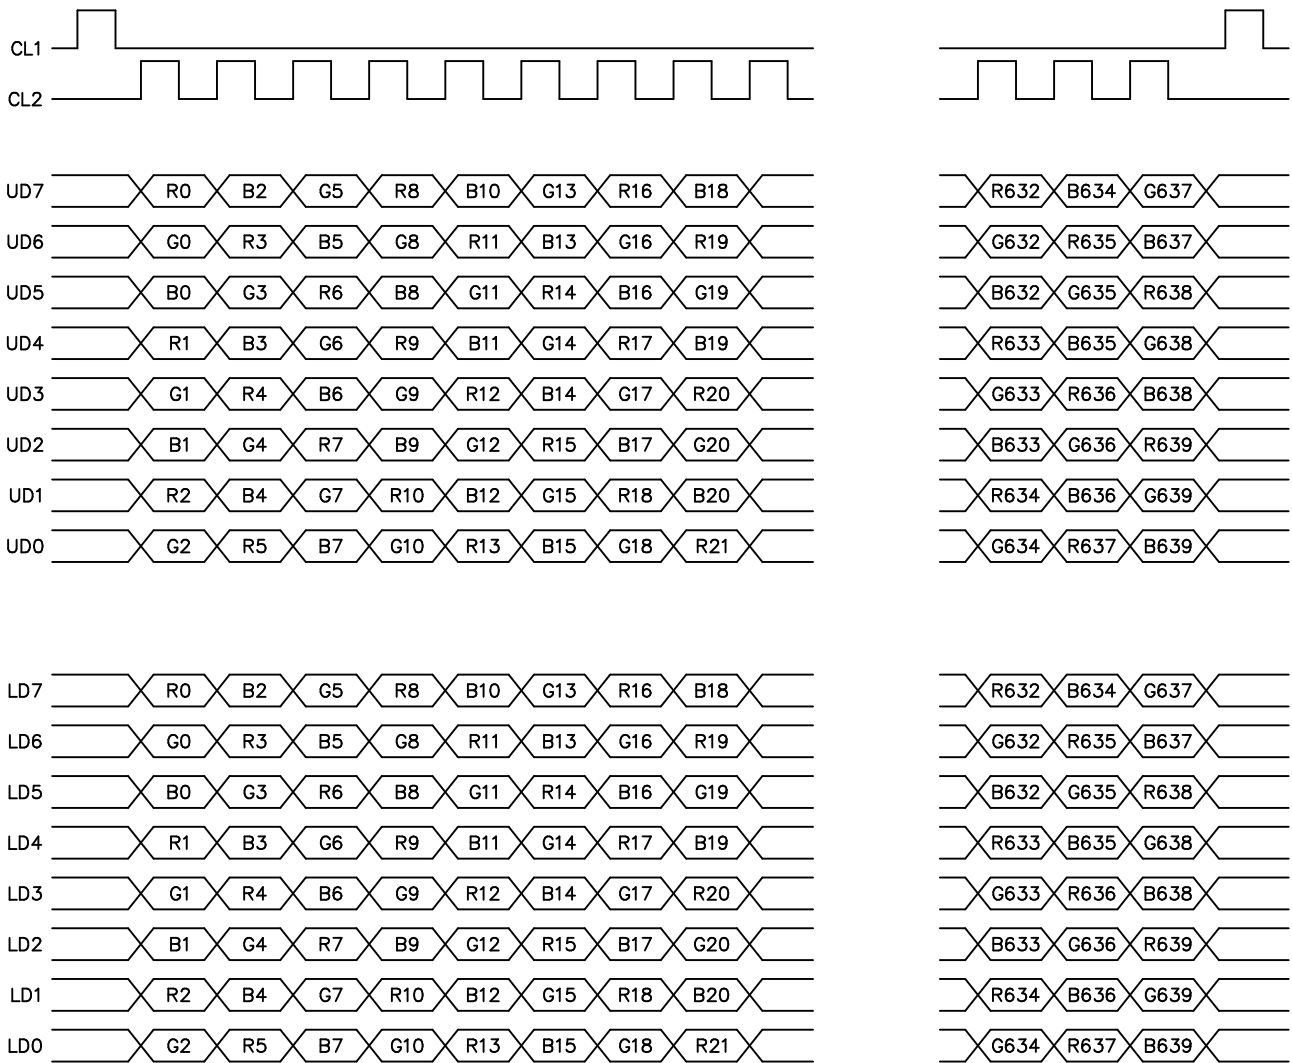 CL1
CL2
UD7 R0 B2 G5 R8 B10 G13 R16 B18 R632 B634 G637
UD6 G0 R3 B5 G8 R11 B13 G16 R19 G632 R635 B637
UD5 B0 G3 R6 B8 G11 R14 B16 G19 B632 G635 R638
UD4 R1 B3 G6 R9 B11 G14 R17 B19 R633 B635 G638
UD3 G1 R4 B6 G9 R12 B14 G17 R20 G633 R636 B638
UD2 B1 G4 R7 B9 G12 R15 B17 G20 B633 G636 R639
UD1 R2 B4 G7 R10 B12 G15 R18 B20 R634 B636 G639
UD0 G2 R5 B7 G10 R13 B15 G18 R21 G634 R637 B639
LD7 R0 B2 G5 R8 B10 G13 R16 B18 R632 B634 G637
LD6 G0 R3 B5 G8 R11 B13 G16 R19 G632 R635 B637
LD5 B0 G3 R6 B8 G11 R14 B16 G19 B632 G635 R638
LD4 R1 B3 G6 R9 B11 G14 R17 B19 R633 B635 G638
LD3 G1 R4 B6 G9 R12 B14 G17 R20 G633 R636 B638
LD2 B1 G4 R7 B9 G12 R15 B17 G20 B633 G636 R639
LD1 R2 B4 G7 R10 B12 G15 R18 B20 R634 B636 G639
LD0 G2 R5 B7 G10 R13 B15 G18 R21 G634 R637 B639